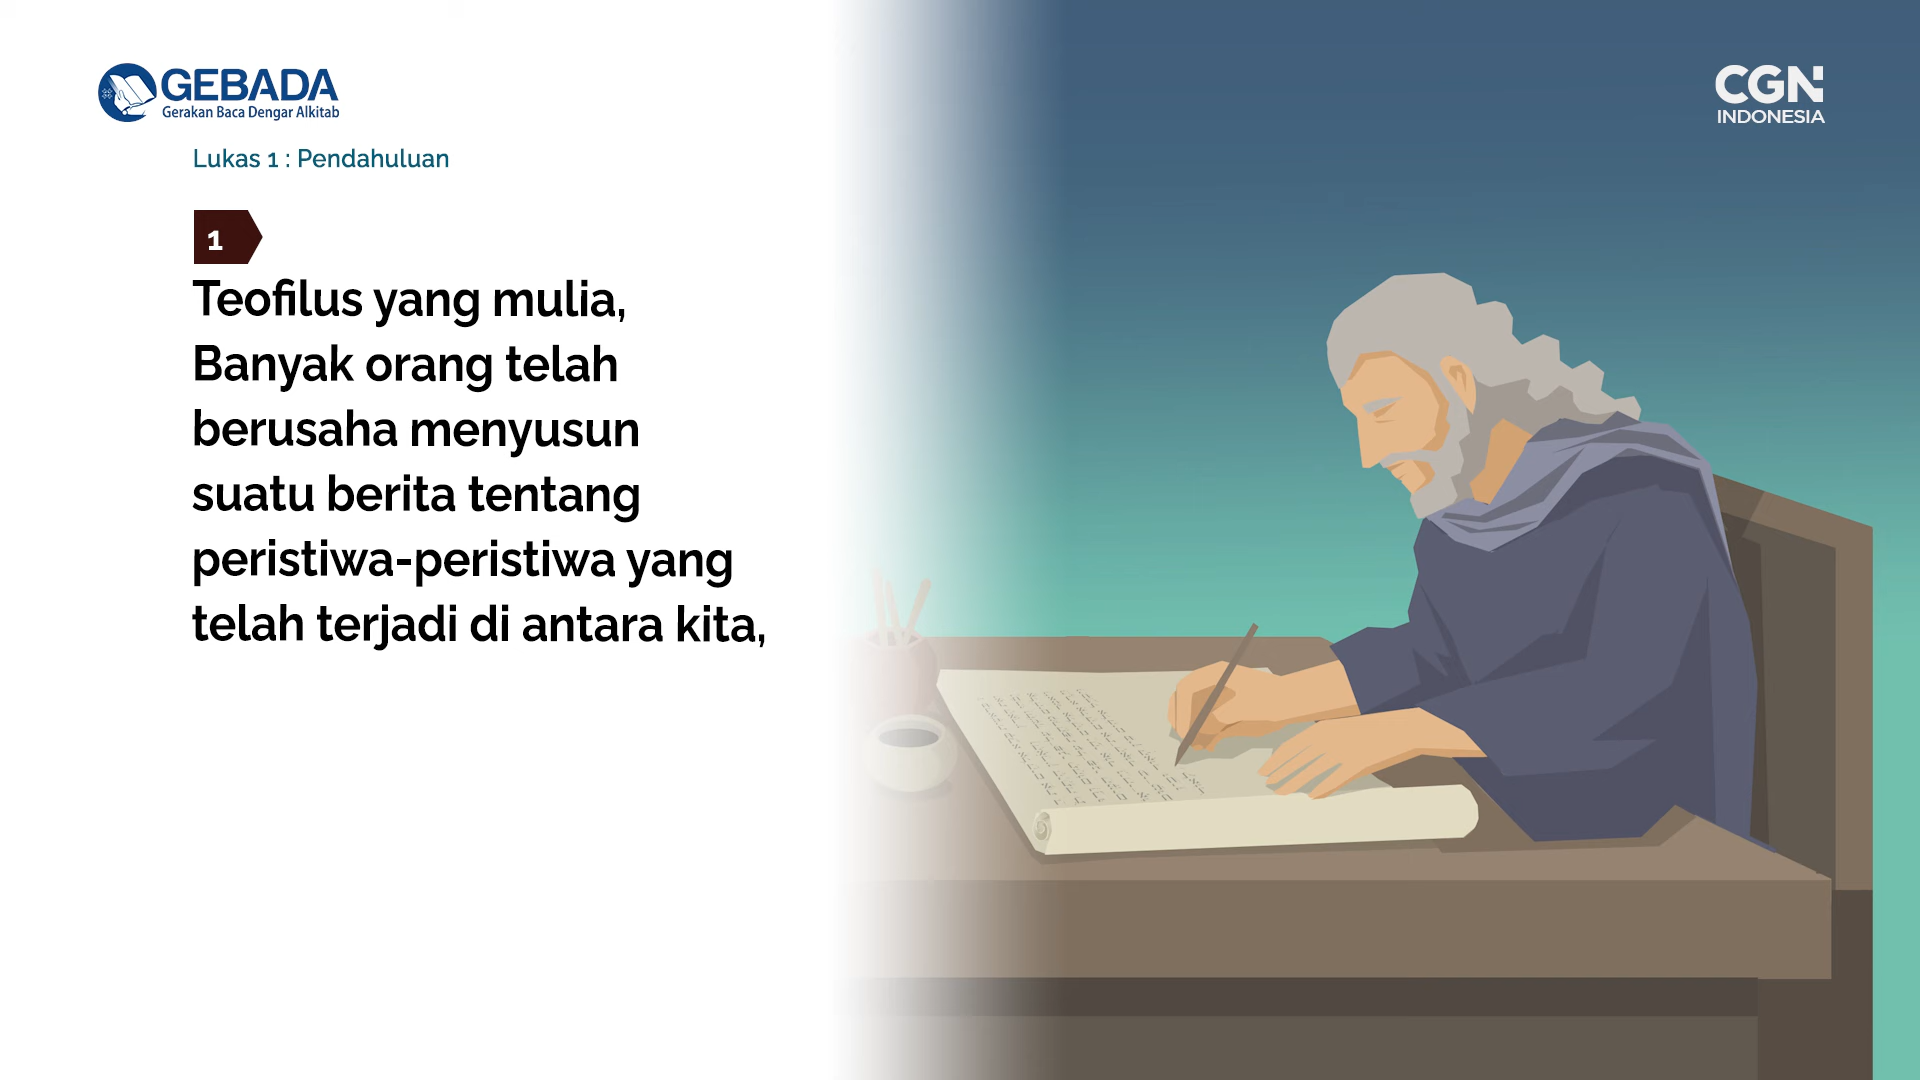 GEBADA
Gerakan Baca Dengar Alkitab
CGN
INDONESIA
Lukas 1 : Pendahuluan
1
Teofilus yang mulia,
Banyak orang telah
berusaha menyusun
suatu berita tentang
peristiwa-peristiwa yang
telah terjadi di antara kita,